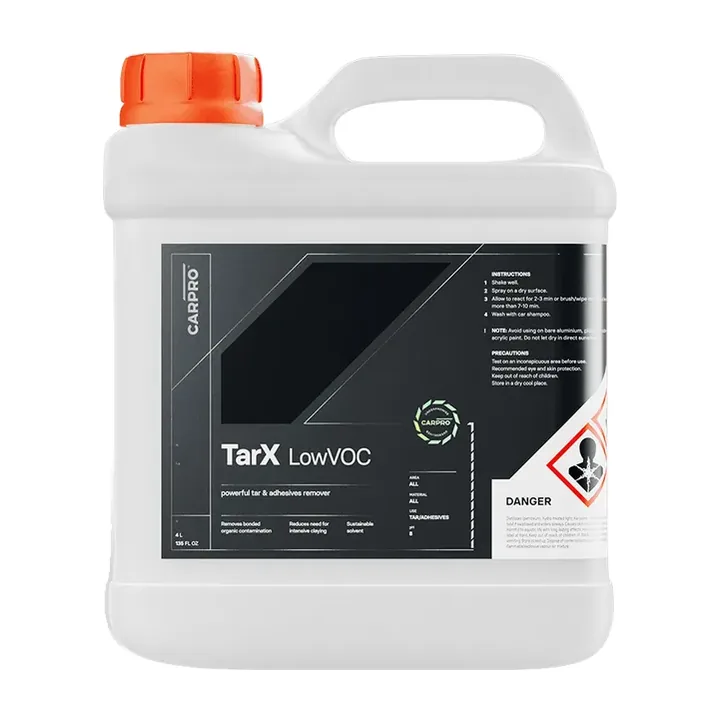 CARPRO
INSTRUCTIONS
1 Shake well.
2 Spray on a dry surface.
3 Allow to react for 2-3 min or brush/wipe
more than 7-10 min.
4 Wash with car shampoo.
! NOTE: Avoid using on bare aluminium,
acrylic paint. Do not let dry in direct
PRECAUTIONS
Test on an inconspicuous area before use.
Recommended eye and skin protection.
Keep out of reach of children.
Store in a dry cool place.
CARPRO
TarX LowVOC
powerful tar & adhesives remover
Removes bonded
organic contamination
Reduces need for
intensive claying
Sustainable
solvent
4 L
135 FL OZ
AREA
ALL
MATERIAL
ALL
USE
TAR/ADHESIVES
pH
8
DANGER